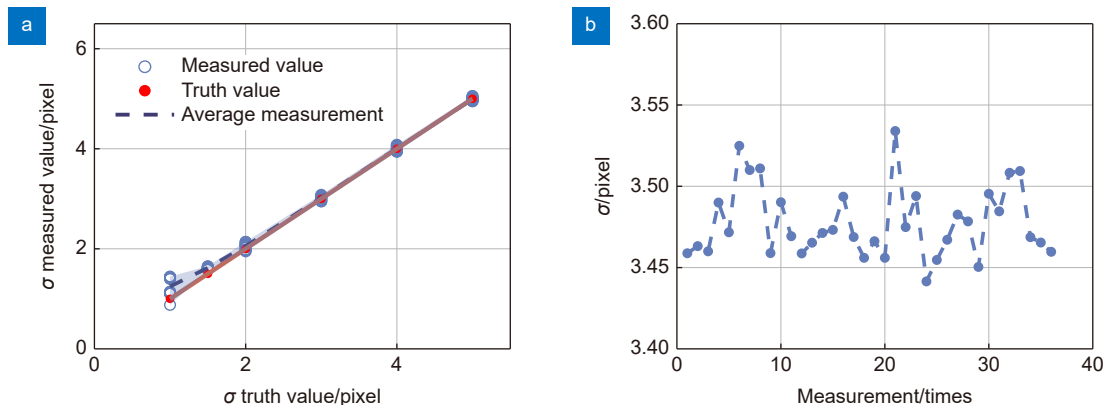 a
6
4
2
0
0
2
4
σ measured value/pixel
σ truth value/pixel
Measured value
Truth value
Average measurement
b
3.60
3.55
3.50
3.45
3.40
0
10
20
30
40
σ/pixel
Measurement/times